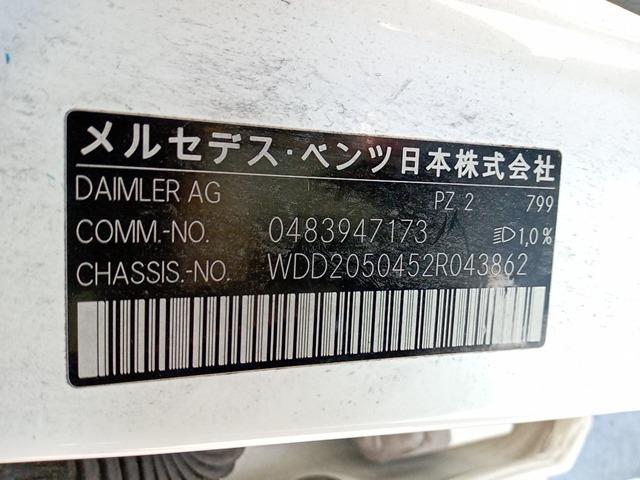 メルセデス・ベンツ日本株式会社
DAIMLER AG PZ 2 799
COMM.-NO. 0483947173 1,0%
CHASSIS.-NO. WDD2050452R043862